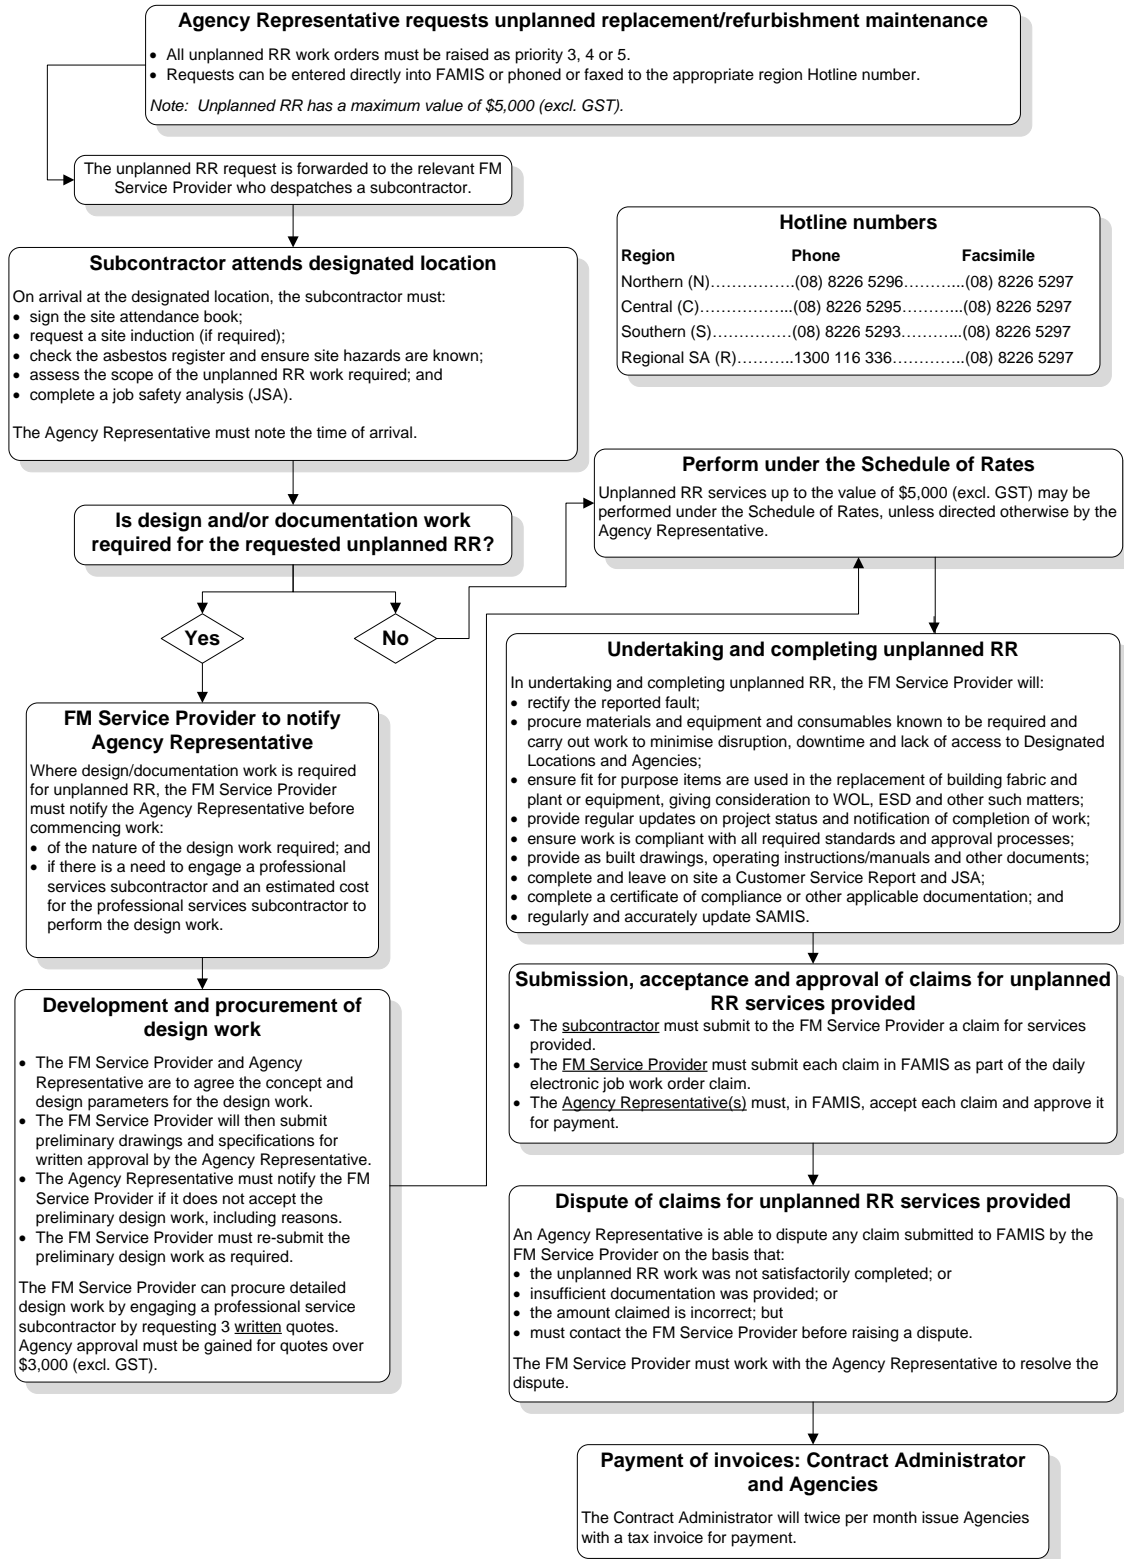 Agency Representative requests unplanned replacement/refurbishment maintenance
• All unplanned RR work orders must be raised as priority 3, 4 or 5.
• Requests can be entered directly into FAMIS or phoned or faxed to the appropriate region Hotline number.
Note: Unplanned RR has a maximum value of $5,000 (excl. GST).
The unplanned RR request is forwarded to the relevant FM
Service Provider who despatches a subcontractor.
Hotline numbers
Region Phone Facsimile
Northern (N)…………….(08) 8226 5296………...(08) 8226 5297
Central (C)……………...(08) 8226 5295………...(08) 8226 5297
Southern (S)…………...(08) 8226 5293………...(08) 8226 5297
Regional SA (R)………..1300 116 336…………..(08) 8226 5297
Subcontractor attends designated location
On arrival at the designated location, the subcontractor must:
• sign the site attendance book;
• request a site induction (if required);
• check the asbestos register and ensure site hazards are known;
• assess the scope of the unplanned RR work required; and
• complete a job safety analysis (JSA).
The Agency Representative must note the time of arrival.
Is design and/or documentation work
required for the requested unplanned RR?
Yes
No
Perform under the Schedule of Rates
Unplanned RR services up to the value of $5,000 (excl. GST) may be
performed under the Schedule of Rates, unless directed otherwise by the
Agency Representative.
FM Service Provider to notify
Agency Representative
Where design/documentation work is required
for unplanned RR, the FM Service Provider
must notify the Agency Representative before
commencing work:
• of the nature of the design work required; and
• if there is a need to engage a professional
services subcontractor and an estimated cost
for the professional services subcontractor to
perform the design work.
Development and procurement of
design work
• The FM Service Provider and Agency
Representative are to agree the concept and
design parameters for the design work.
• The FM Service Provider will then submit
preliminary drawings and specifications for
written approval by the Agency Representative.
• The Agency Representative must notify the FM
Service Provider if it does not accept the
preliminary design work, including reasons.
• The FM Service Provider must re-submit the
preliminary design work as required.
The FM Service Provider can procure detailed
design work by engaging a professional service
subcontractor by requesting 3 written quotes.
Agency approval must be gained for quotes over
$3,000 (excl. GST).
Undertaking and completing unplanned RR
In undertaking and completing unplanned RR, the FM Service Provider will:
• rectify the reported fault;
• procure materials and equipment and consumables known to be required and
carry out work to minimise disruption, downtime and lack of access to Designated
Locations and Agencies;
• ensure fit for purpose items are used in the replacement of building fabric and
plant or equipment, giving consideration to WOL, ESD and other such matters;
• provide regular updates on project status and notification of completion of work;
• ensure work is compliant with all required standards and approval processes;
• provide as built drawings, operating instructions/manuals and other documents;
• complete and leave on site a Customer Service Report and JSA;
• complete a certificate of compliance or other applicable documentation; and
• regularly and accurately update SAMIS.
Submission, acceptance and approval of claims for unplanned
RR services provided
• The subcontractor must submit to the FM Service Provider a claim for services
provided.
• The FM Service Provider must submit each claim in FAMIS as part of the daily
electronic job work order claim.
• The Agency Representative(s) must, in FAMIS, accept each claim and approve it
for payment.
Dispute of claims for unplanned RR services provided
An Agency Representative is able to dispute any claim submitted to FAMIS by the
FM Service Provider on the basis that:
• the unplanned RR work was not satisfactorily completed; or
• insufficient documentation was provided; or
• the amount claimed is incorrect; but
• must contact the FM Service Provider before raising a dispute.
The FM Service Provider must work with the Agency Representative to resolve the
dispute.
Payment of invoices: Contract Administrator
and Agencies
The Contract Administrator will twice per month issue Agencies
with a tax invoice for payment.